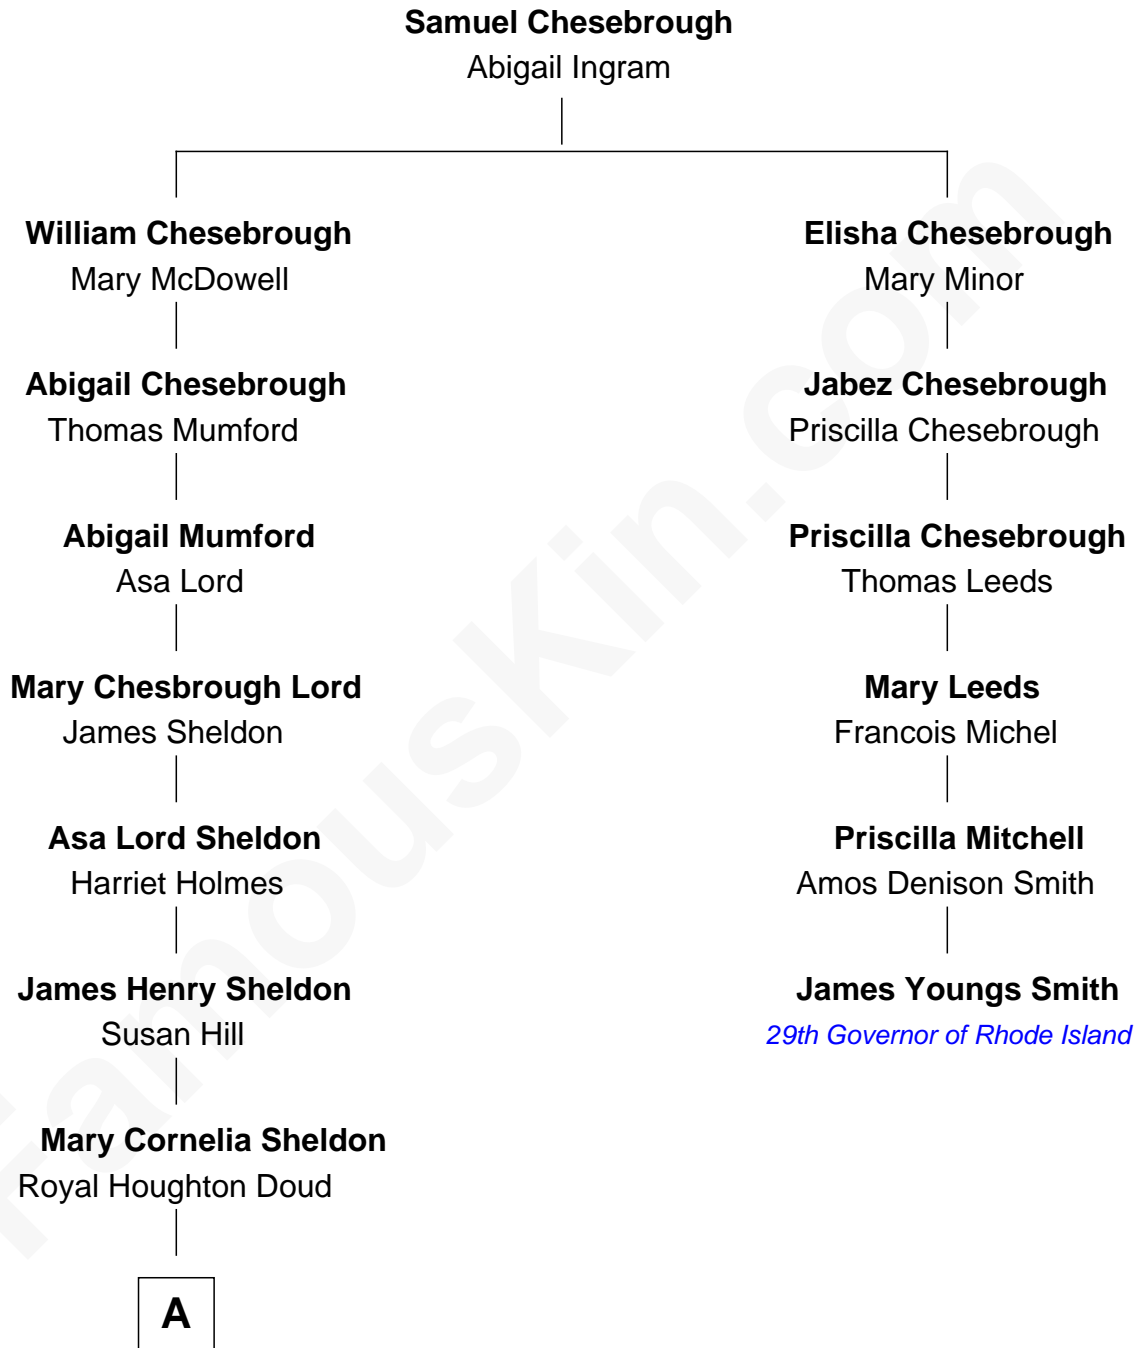 Samuel Chesebrough
Abigail Ingram
William Chesebrough
Mary McDowell
Abigail Chesebrough
Thomas Mumford
Abigail Mumford
Asa Lord
Mary Chesbrough Lord
James Sheldon
Asa Lord Sheldon
Harriet Holmes
James Henry Sheldon
Susan Hill
Mary Cornelia Sheldon
Royal Houghton Doud
A
Elisha Chesebrough
Mary Minor
Jabez Chesebrough
Priscilla Chesebrough
Priscilla Chesebrough
Thomas Leeds
Mary Leeds
Francois Michel
Priscilla Mitchell
Amos Denison Smith
James Youngs Smith
29th Governor of Rhode Island
FamousKin.com